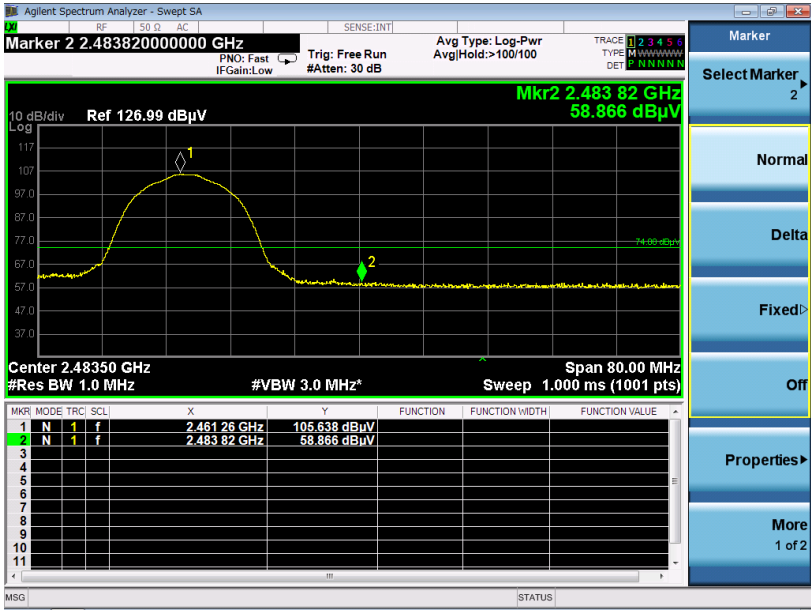 Agilent Spectrum Analyzer - Swept SA
RF 50 Ω AC SENSE:INT
Marker 2 2.483820000000 GHz
PNO: Fast
IFGain:Low
Trig: Free Run
#Atten: 30 dB
Avg Type: Log-Pwr
Avg|Hold:>100/100
TRACE 1 2 3 4 5 6
TYPE M W W W W W
DET P N N N N N
Mkr2 2.483 82 GHz
58.866 dBµV
10 dB/div Ref 126.99 dBµV
Log
117
107
97.0
87.0
77.0
67.0
57.0
47.0
37.0
1
2
74.00 dBµV
Center 2.48350 GHz Span 80.00 MHz
#Res BW 1.0 MHz #VBW 3.0 MHz* Sweep 1.000 ms (1001 pts)
MKR MODE TRC SCL X Y FUNCTION FUNCTION WIDTH FUNCTION VALUE
1 N 1 f 2.461 26 GHz 105.638 dBµV
2 N 1 f 2.483 82 GHz 58.866 dBµV
3
4
5
6
7
8
9
10
11
MSG STATUS
Marker
Select Marker
2
Normal
Delta
Fixed
Off
Properties
More
1 of 2